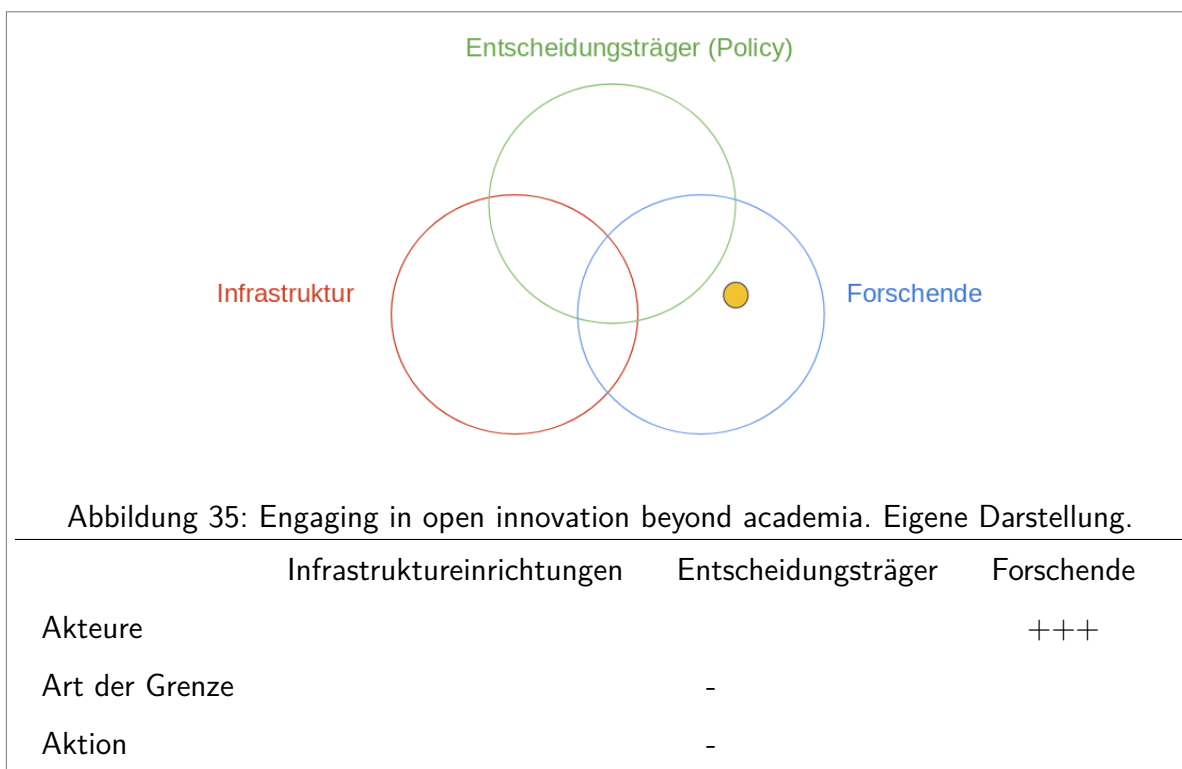 Entscheidungsträger (Policy)
Infrastruktur
Forschende
Abbildung 35: Engaging in open innovation beyond academia. Eigene Darstellung.
Infrastruktureinrichtungen Entscheidungsträger Forschende
Akteure +++
Art der Grenze -
Aktion -